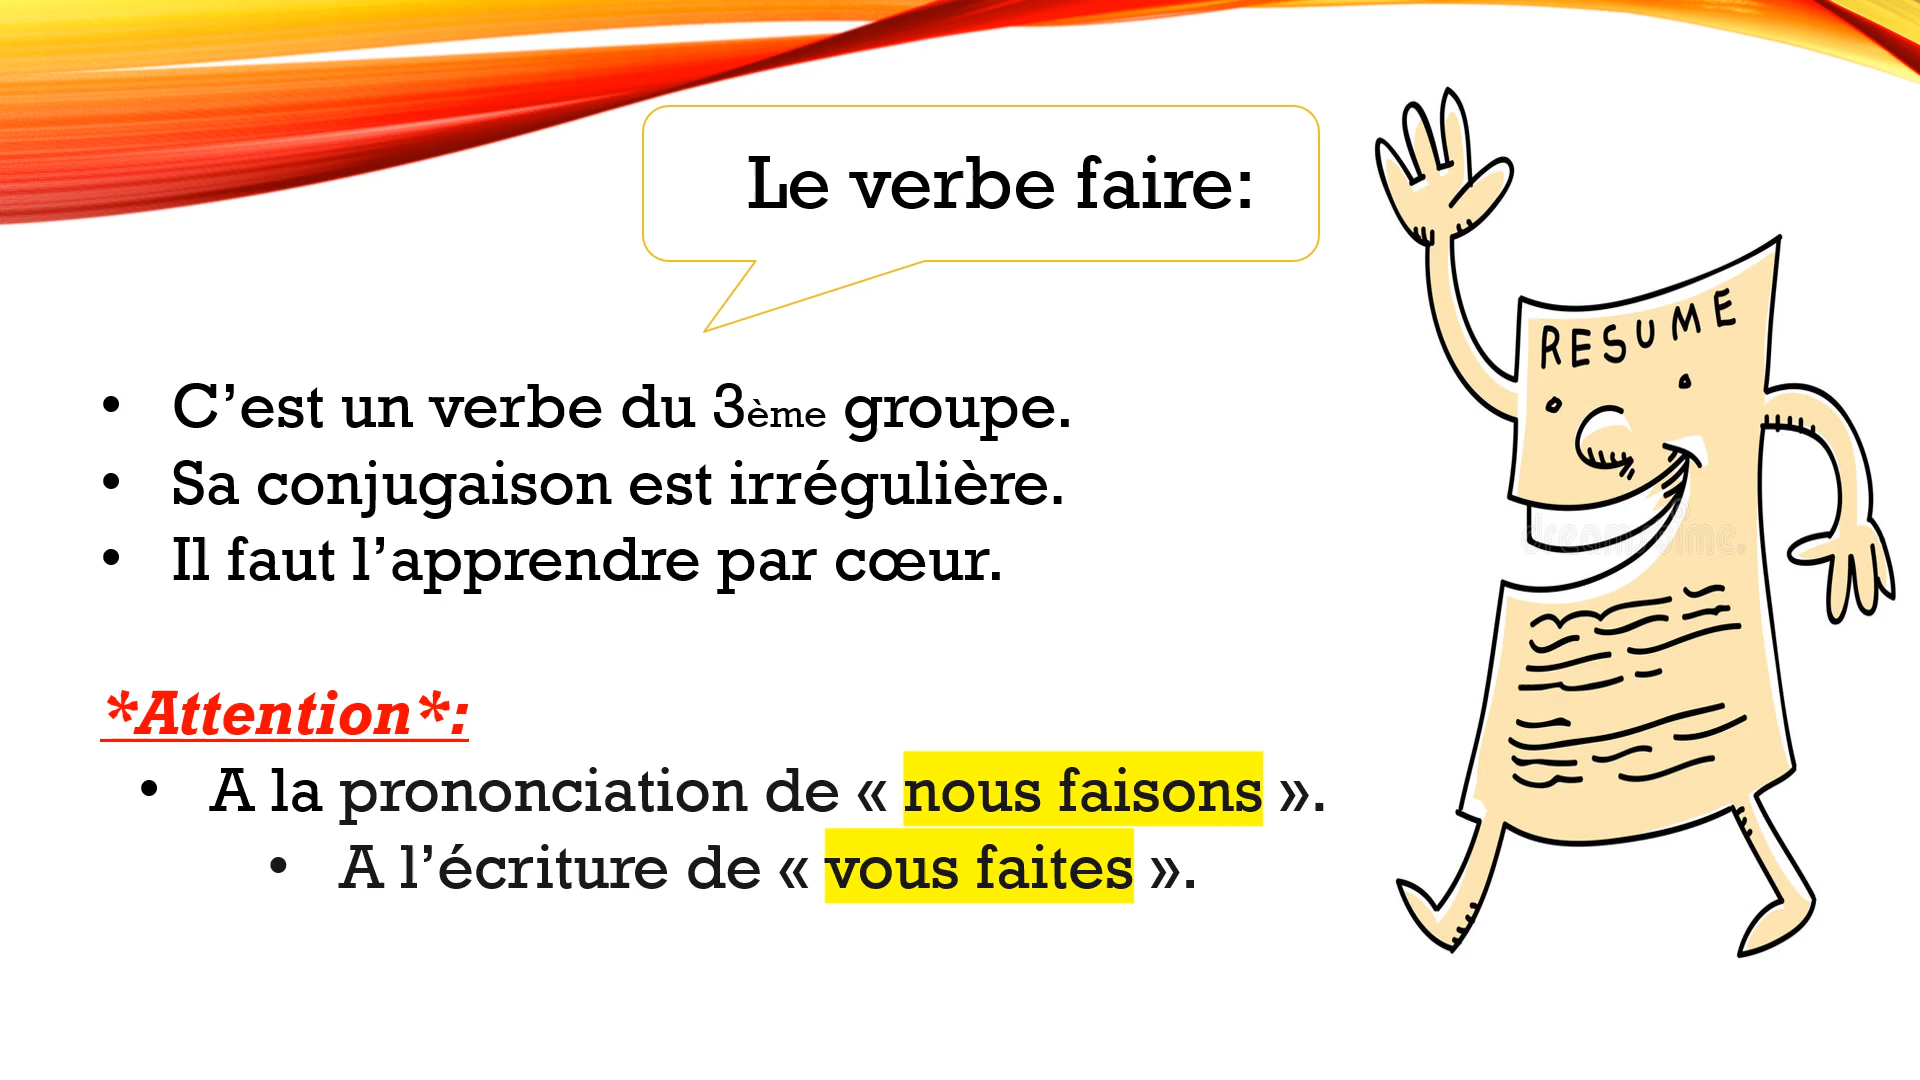 Le verbe faire:
RESUME
• C’est un verbe du 3ème groupe.
• Sa conjugaison est irrégulière.
• Il faut l’apprendre par cœur.
*Attention*:
• A la prononciation de « nous faisons ».
• A l’écriture de « vous faites ».